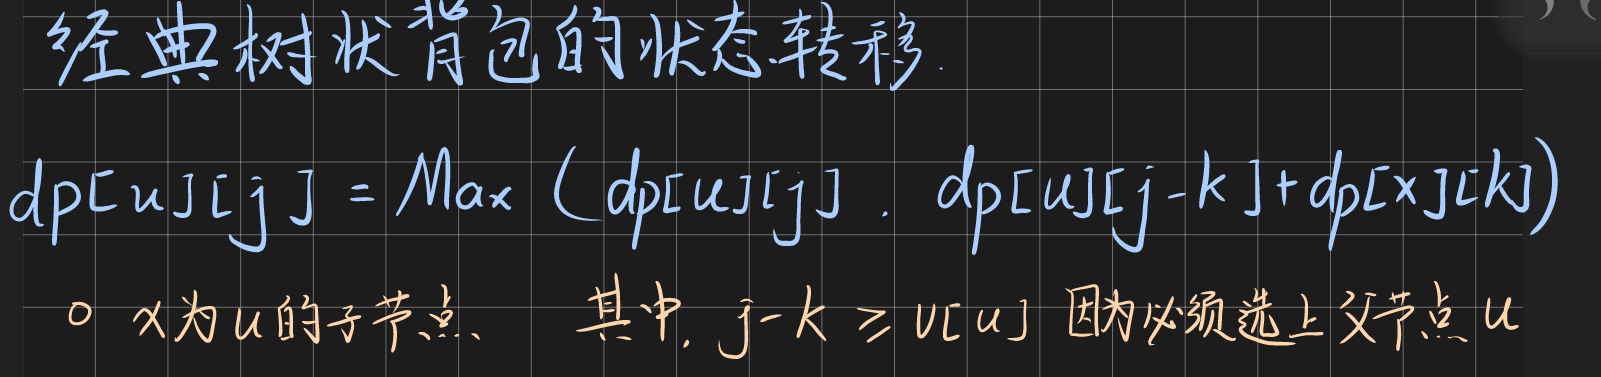 经典树状背包的状态转移.
dp[u][j] = Max (dp[u][j] . dp[u][j-k]+dp[x][k])
○ x为u的子节点 其中, j-k ≥ v[u] 因为必须选上父节点u